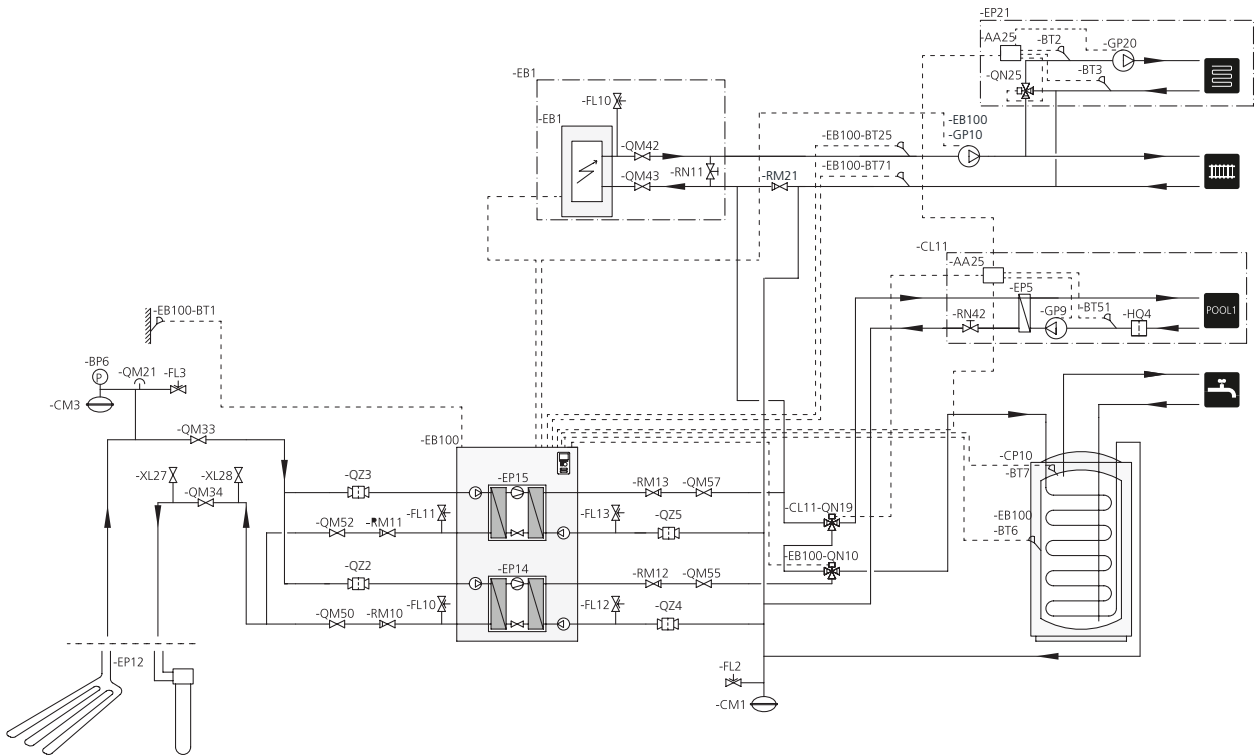 -EP21
-AA25
-BT2
-GP20
-QN25
-BT3
-EB1
-FL10
-EB1
-QM42
-QM43
-RN11
-RM21
-EB100-BT25
-EB100-BT71
-EB100
-GP10
-CL11
-AA25
-EP5
-RN42
-GP9
-BT51
-HQ4
POOL1
-EB100-BT1
-BP6
P
-QM21
-FL3
-CM3
-QM33
-XL27
-XL28
-QM34
-EB100
-QZ3
-EP15
-RM13
-QM57
-CL11-QN19
-CP10
-BT7
-QM52
-RM11
-FL11
-FL13
-QZ5
-EB100
-BT6
-EB100-QN10
-QZ2
-EP14
-RM12
-QM55
-QM50
-RM10
-FL10
-FL12
-QZ4
-EP12
-FL2
-CM1